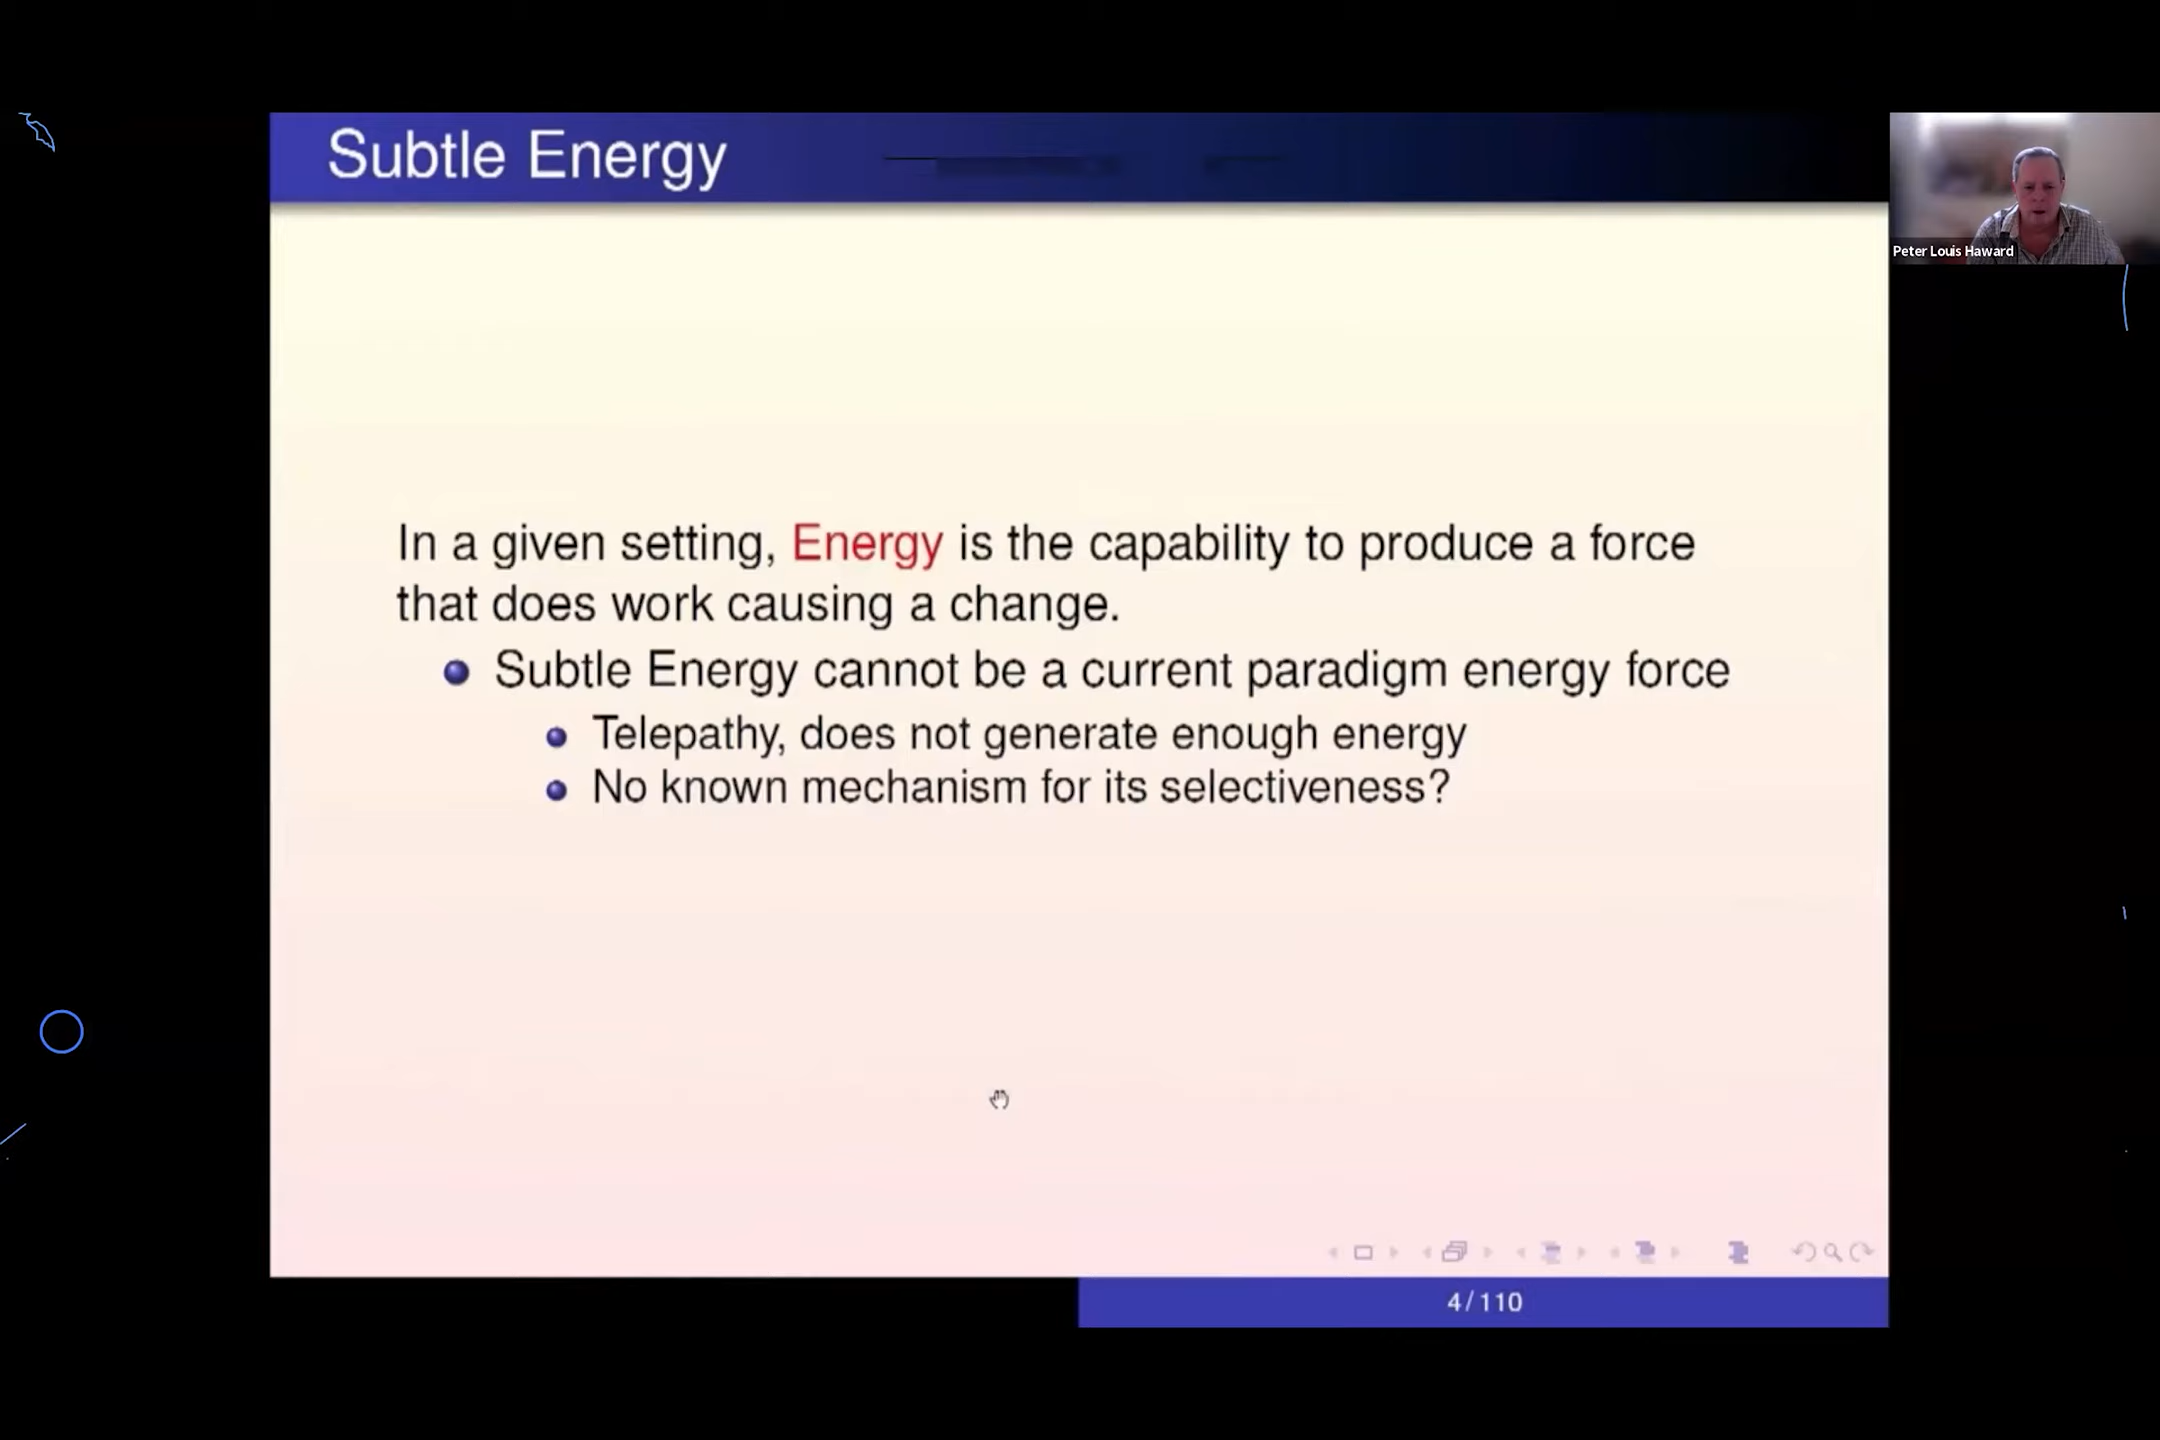 Subtle Energy
Peter Louis Haward
In a given setting, Energy is the capability to produce a force
that does work causing a change.
Subtle Energy cannot be a current paradigm energy force
Telepathy, does not generate enough energy
No known mechanism for its selectiveness?
4/110